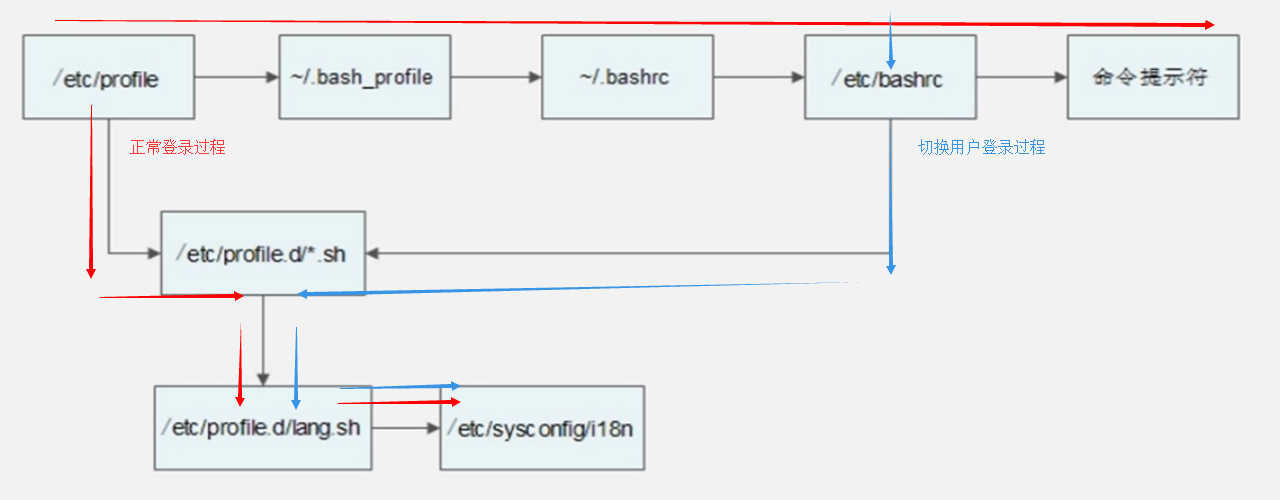 /etc/profile
~/.bash_profile
~/.bashrc
/etc/bashrc
命令提示符
正常登录过程
切换用户登录过程
/etc/profile.d/*.sh
/etc/profile.d/lang.sh
/etc/sysconfig/i18n